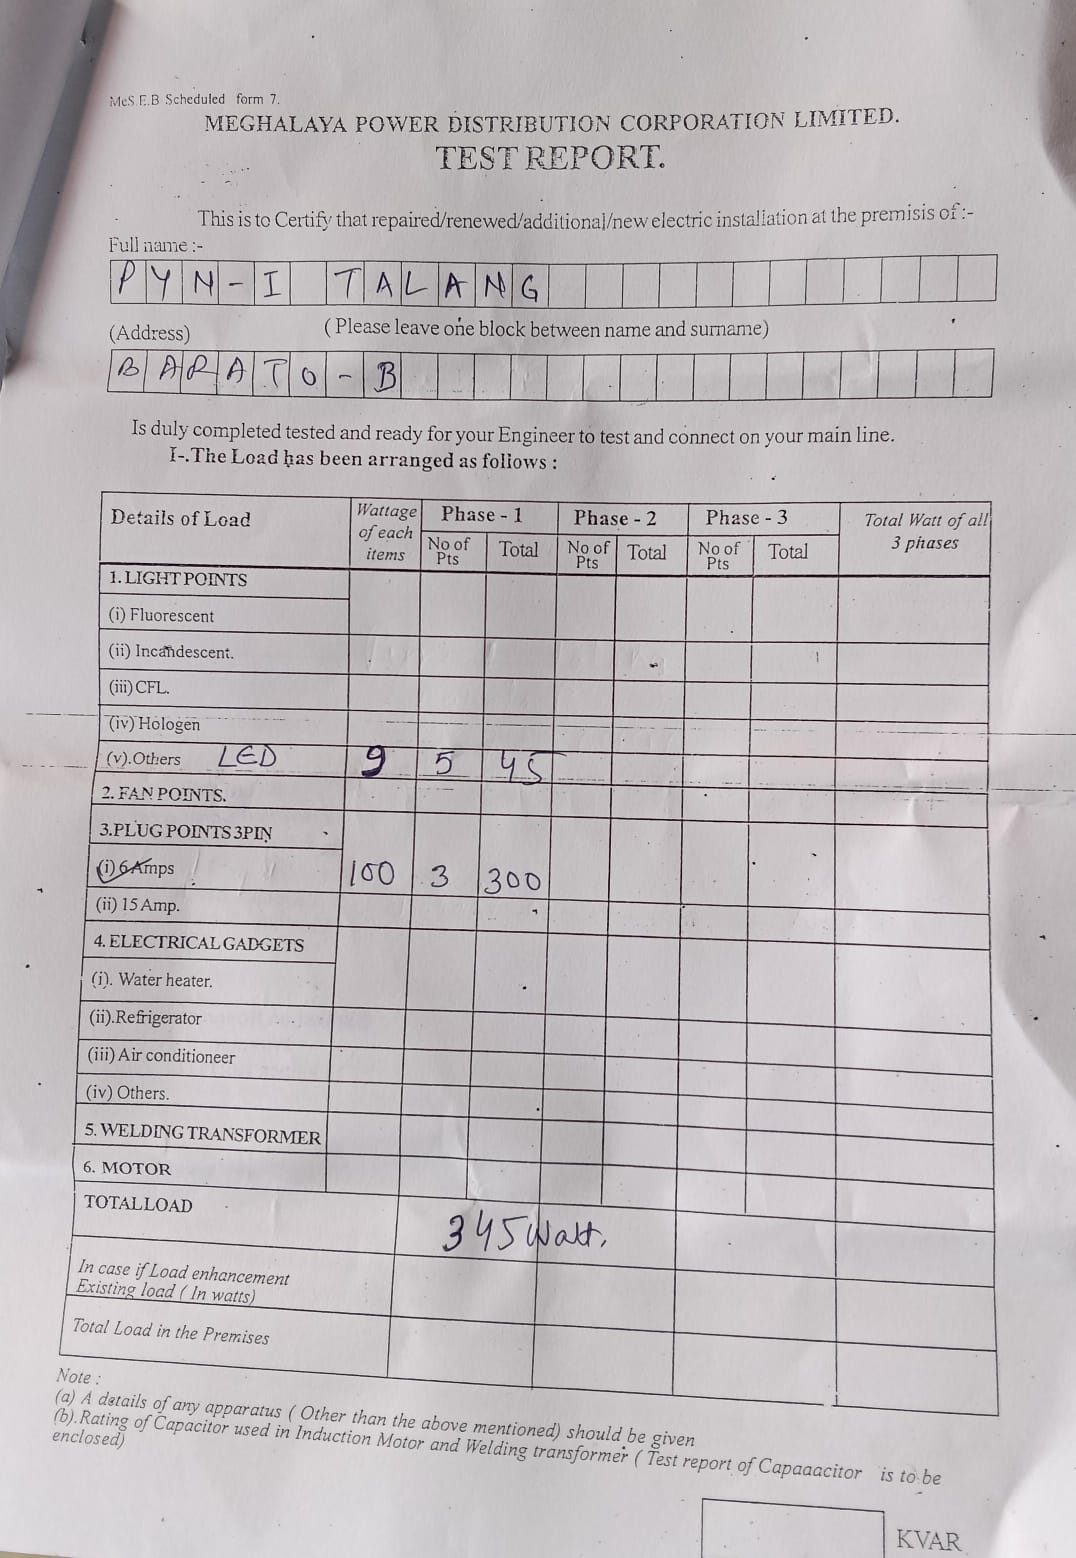 MeS.E.B Scheduled form 7.
MEGHALAYA POWER DISTRIBUTION CORPORATION LIMITED.
TEST REPORT.
This is to Certify that repaired/renewed/additional/new electric installation at the premisis of :-
Full name :-
PYN-I TALANG
(Address) ( Please leave one block between name and surname)
BARATO-B
Is duly completed tested and ready for your Engineer to test and connect on your main line.
I-.The Load has been arranged as follows :
Details of Load Wattage of each items Phase - 1 Phase - 2 Phase - 3 Total Watt of all 3 phases
No of Pts Total No of Pts Total No of Pts Total
1. LIGHT POINTS
(i) Fluorescent
(ii) Incandescent.
(iii) CFL.
(iv) Hologen
(v).Others LED 9 5 45
2. FAN POINTS.
3.PLUG POINTS 3PIN
(i) 6 Amps 100 3 300
(ii) 15 Amp.
4. ELECTRICAL GADGETS
(i). Water heater.
(ii).Refrigerator
(iii) Air conditioneer
(iv) Others.
5. WELDING TRANSFORMER
6. MOTOR
TOTAL LOAD 345 Watt.
In case if Load enhancement
Existing load ( In watts)
Total Load in the Premises
Note :
(a) A details of any apparatus ( Other than the above mentioned) should be given
(b).Rating of Capacitor used in Induction Motor and Welding transformer ( Test report of Capaaacitor is to be
enclosed)
KVAR